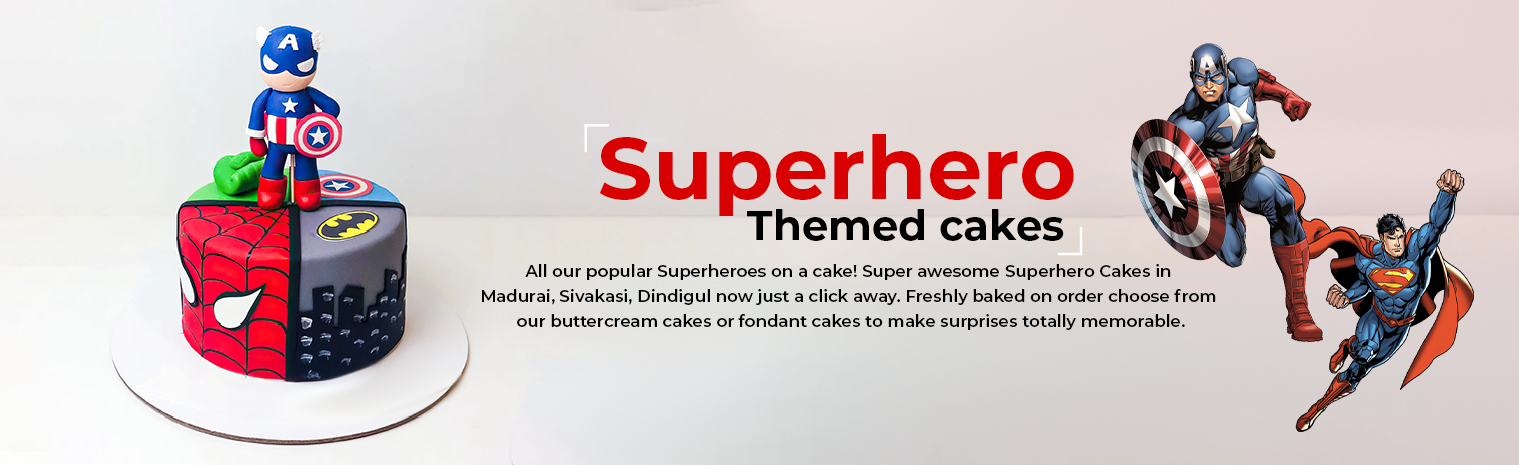 A
Superhero
Themed cakes
All our popular Superheroes on a cake! Super awesome Superhero Cakes in
Madurai, Sivakasi, Dindigul now just a click away. Freshly baked on order choose from
our buttercream cakes or fondant cakes to make surprises totally memorable.
A
S